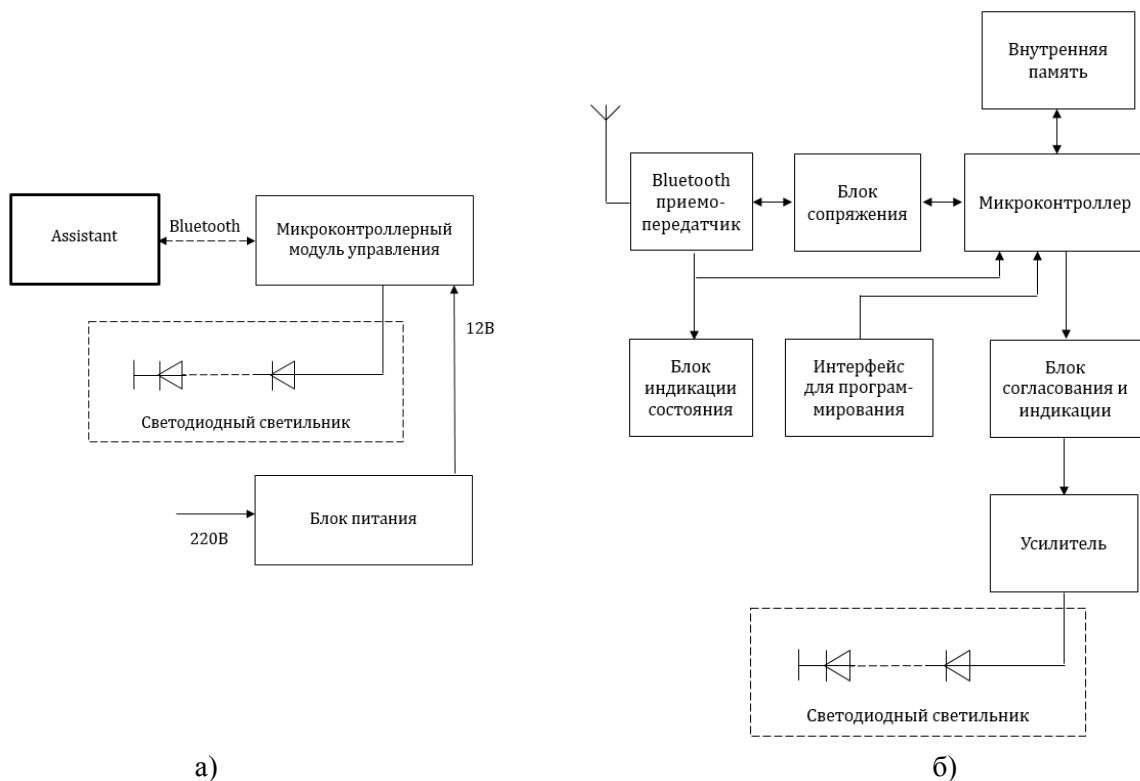 Assistant
Bluetooth
Микроконтроллерный
модуль управления
12В
Светодиодный светильник
220В
Блок питания
а)
Внутренняя
память
Bluetooth
приемо-
передатчик
Блок
сопряжения
Микроконтроллер
Блок
индикации
состояния
Интерфейс
для програм-
мирования
Блок
согласования и
индикации
Усилитель
Светодиодный светильник
б)